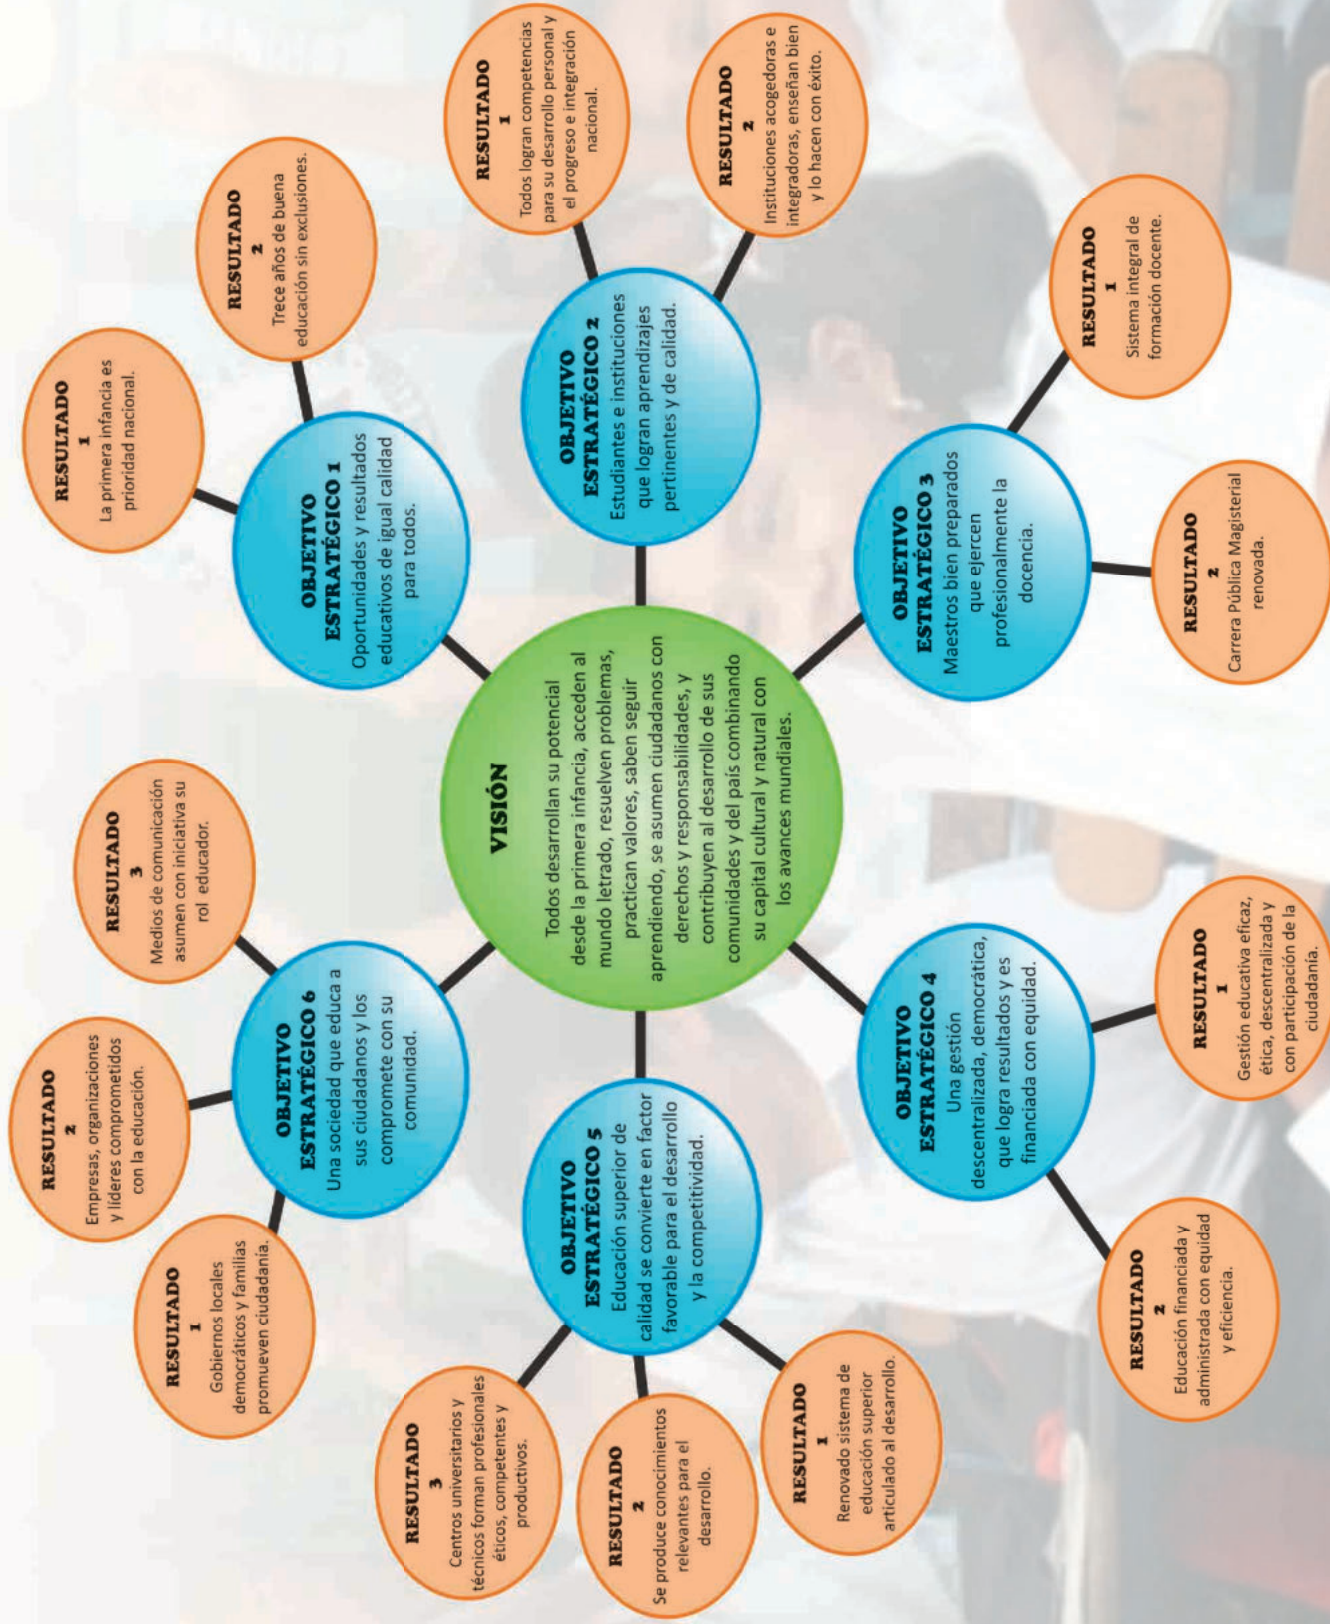 VISIÓN
Todos desarrollan su potencial
desde la primera infancia, acceden al
mundo letrado, resuelven problemas,
practican valores, saben seguir
aprendiendo, se asumen ciudadanos con
derechos y responsabilidades, y
contribuyen al desarrollo de sus
comunidades y del país combinando
su capital cultural y natural con
los avances mundiales.
OBJETIVO
ESTRATÉGICO 1
Oportunidades y resultados
educativos de igual calidad
para todos.
RESULTADO
1
La primera infancia es
prioridad nacional.
RESULTADO
2
Trece años de buena
educación sin exclusiones.
OBJETIVO
ESTRATÉGICO 2
Estudiantes e instituciones
que logran aprendizajes
pertinentes y de calidad.
RESULTADO
1
Todos logran competencias
para su desarrollo personal y
el progreso e integración
nacional.
RESULTADO
2
Instituciones acogedoras e
integradoras, enseñan bien
y lo hacen con éxito.
OBJETIVO
ESTRATÉGICO 3
Maestros bien preparados
que ejercen
profesionalmente la
docencia.
RESULTADO
1
Sistema integral de
formación docente.
RESULTADO
2
Carrera Pública Magisterial
renovada.
OBJETIVO
ESTRATÉGICO 4
Una gestión
descentralizada, democrática,
que logra resultados y es
financiada con equidad.
RESULTADO
1
Gestión educativa eficaz,
ética, descentralizada y
con participación de la
ciudadanía.
RESULTADO
2
Educación financiada y
administrada con equidad
y eficiencia.
OBJETIVO
ESTRATÉGICO 5
Educación superior de
calidad se convierte en factor
favorable para el desarrollo
y la competitividad.
RESULTADO
1
Renovado sistema de
educación superior
articulado al desarrollo.
RESULTADO
2
Se produce conocimientos
relevantes para el
desarrollo.
RESULTADO
3
Centros universitarios y
técnicos forman profesionales
éticos, competentes y
productivos.
OBJETIVO
ESTRATÉGICO 6
Una sociedad que educa a
sus ciudadanos y los
compromete con su
comunidad.
RESULTADO
1
Gobiernos locales
democráticos y familias
promueven ciudadanía.
RESULTADO
2
Empresas, organizaciones
y líderes comprometidos
con la educación.
RESULTADO
3
Medios de comunicación
asumen con iniciativa su
rol educador.